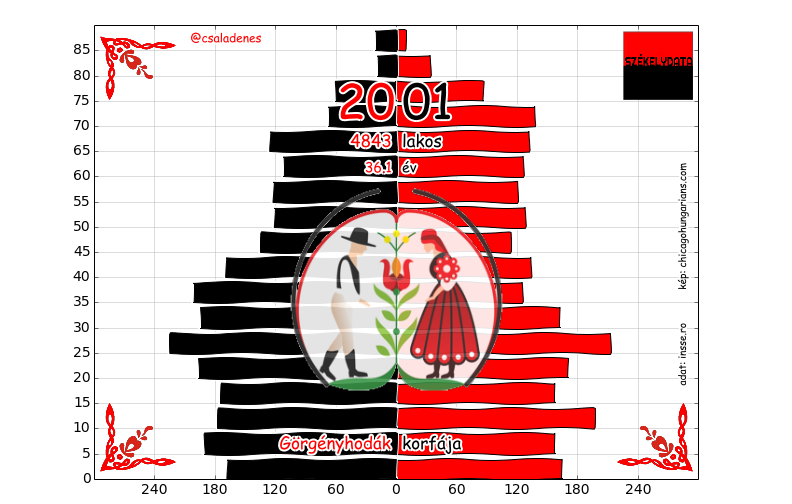 @csaladenes
SZÉKELYDATA
2001
4843 lakos
36.1 év
kép: chicagohungarians.com
adat: insse.ro
Görgényhodák korfája
85
80
75
70
65
60
55
50
45
40
35
30
25
20
15
10
5
0
240 180 120 60 0 60 120 180 240